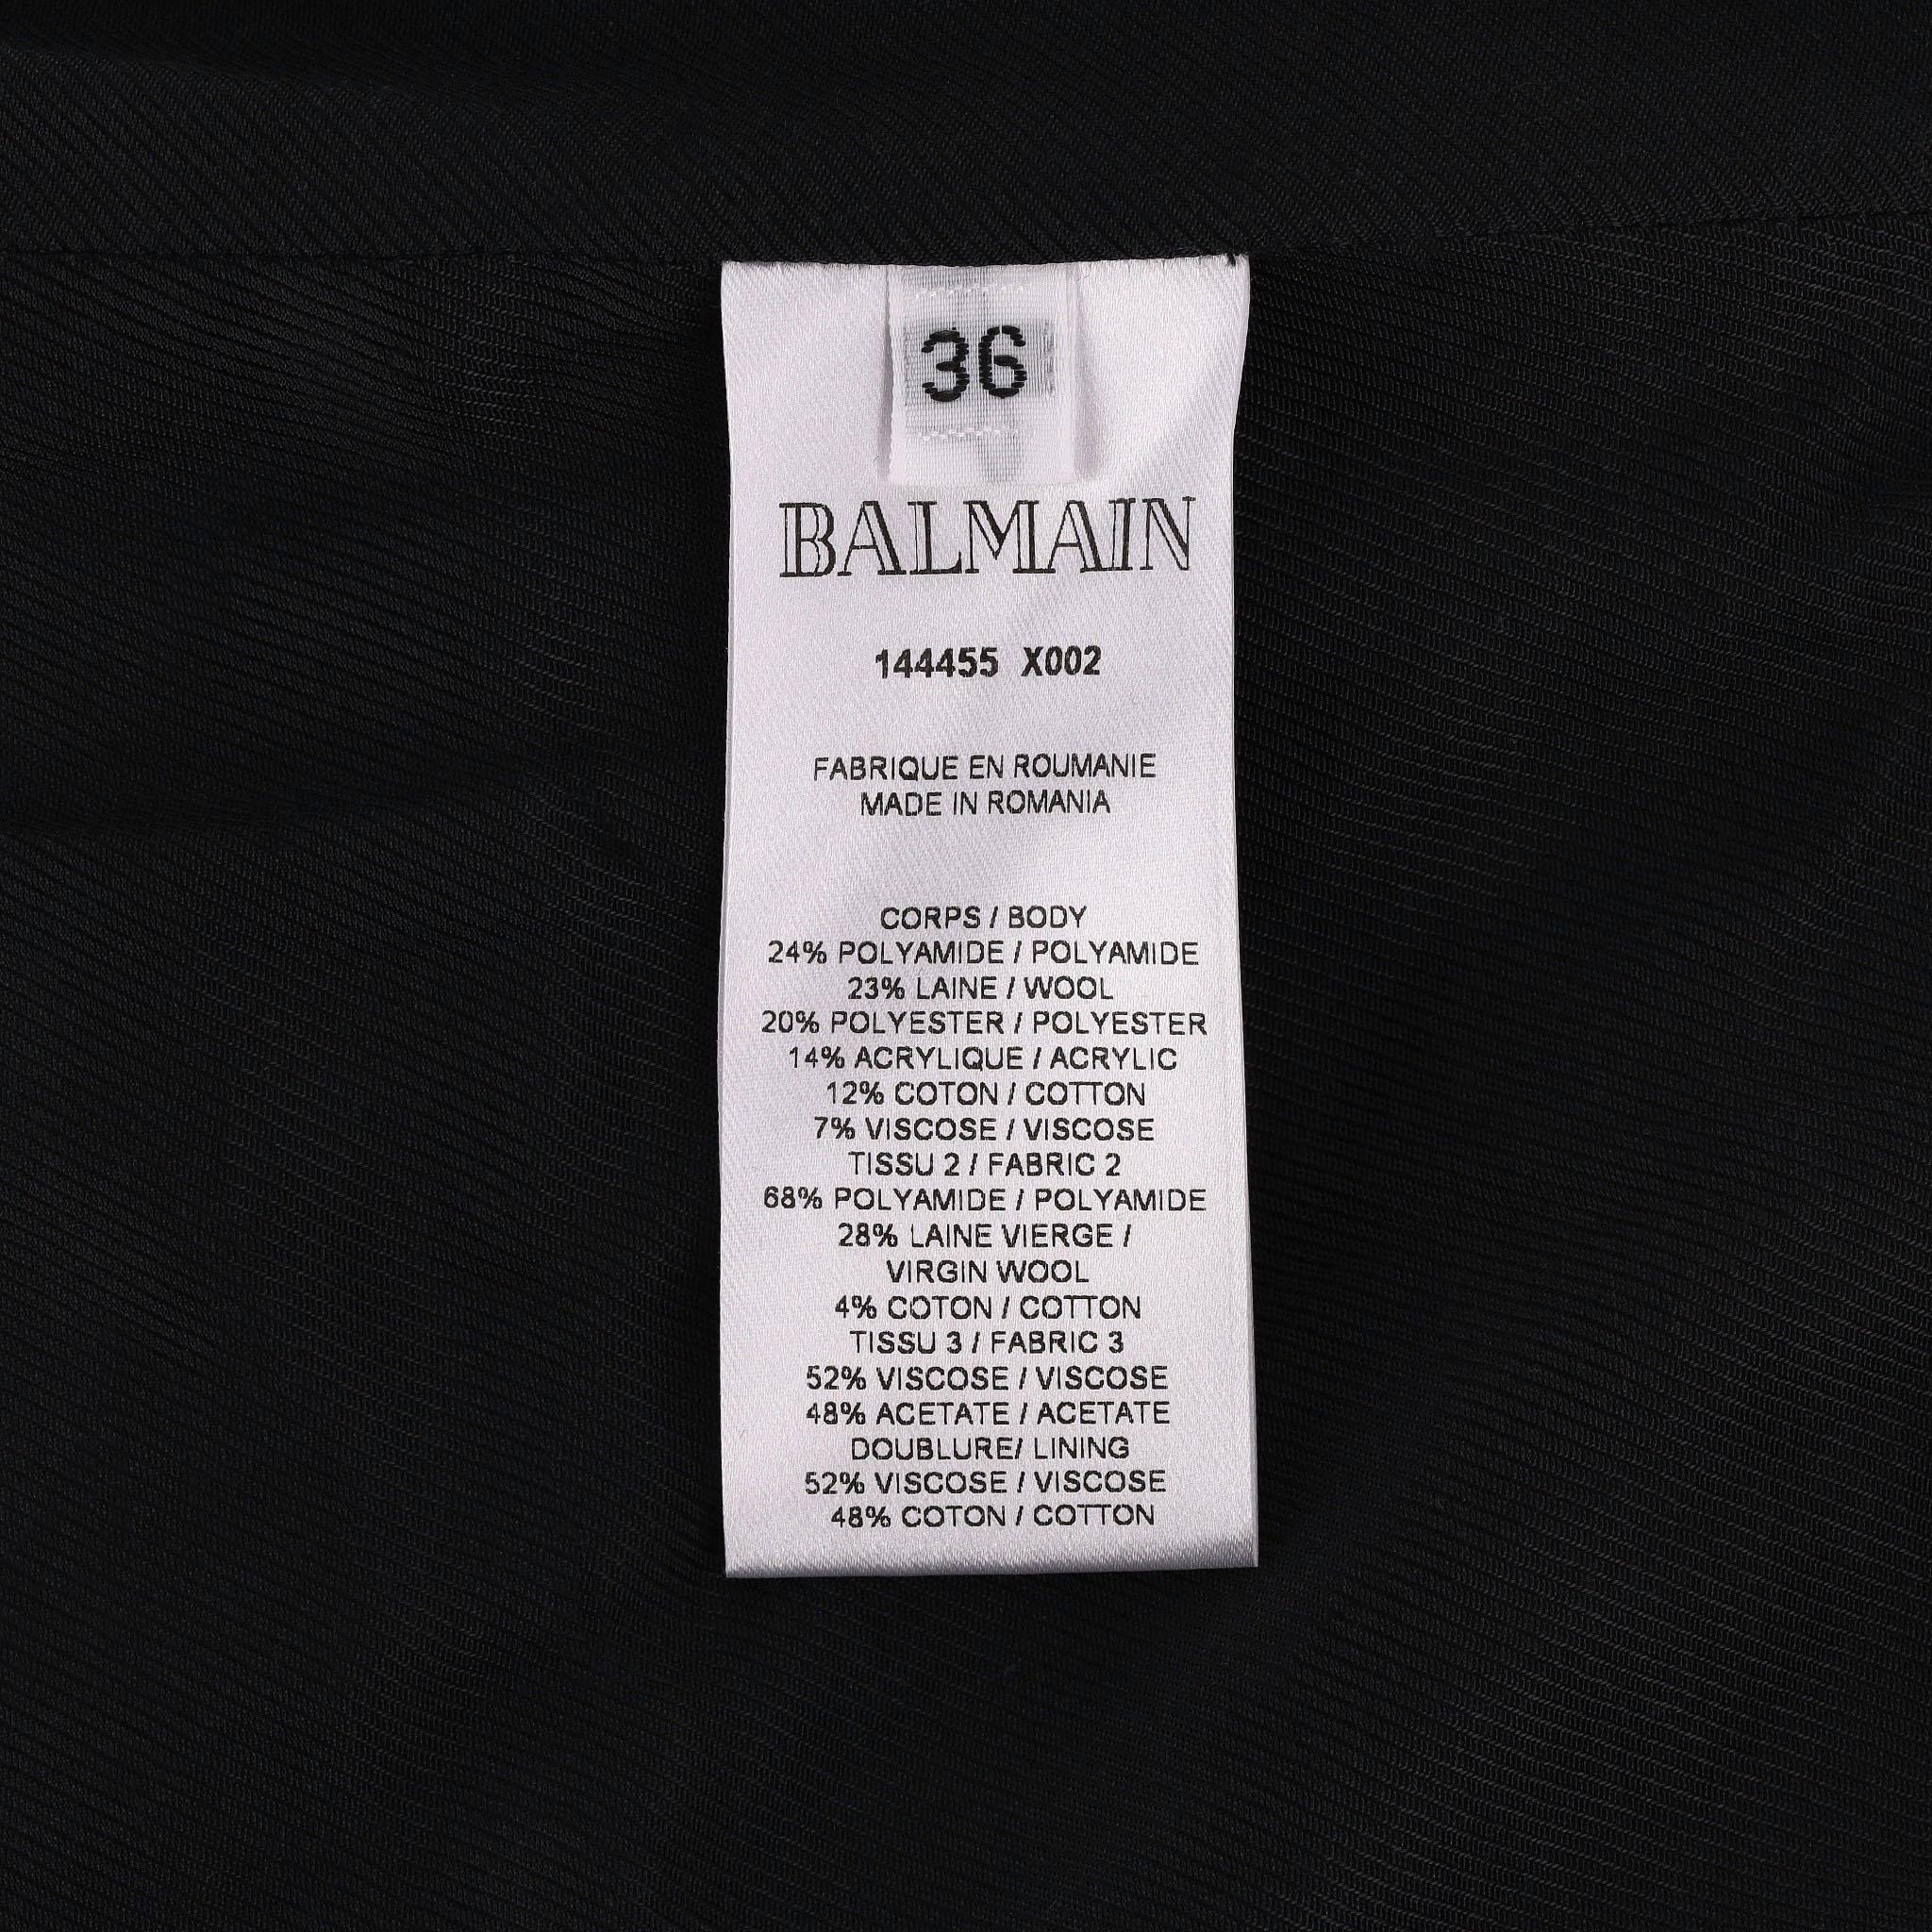 36
BALMAIN
144455 X002
FABRIQUE EN ROUMANIE
MADE IN ROMANIA
CORPS / BODY
24% POLYAMIDE / POLYAMIDE
23% LAINE / WOOL
20% POLYESTER / POLYESTER
14% ACRYLIQUE / ACRYLIC
12% COTON / COTTON
7% VISCOSE / VISCOSE
TISSU 2 / FABRIC 2
68% POLYAMIDE / POLYAMIDE
28% LAINE VIERGE /
VIRGIN WOOL
4% COTON / COTTON
TISSU 3 / FABRIC 3
52% VISCOSE / VISCOSE
48% ACETATE / ACETATE
DOUBLURE/ LINING
52% VISCOSE / VISCOSE
48% COTON / COTTON